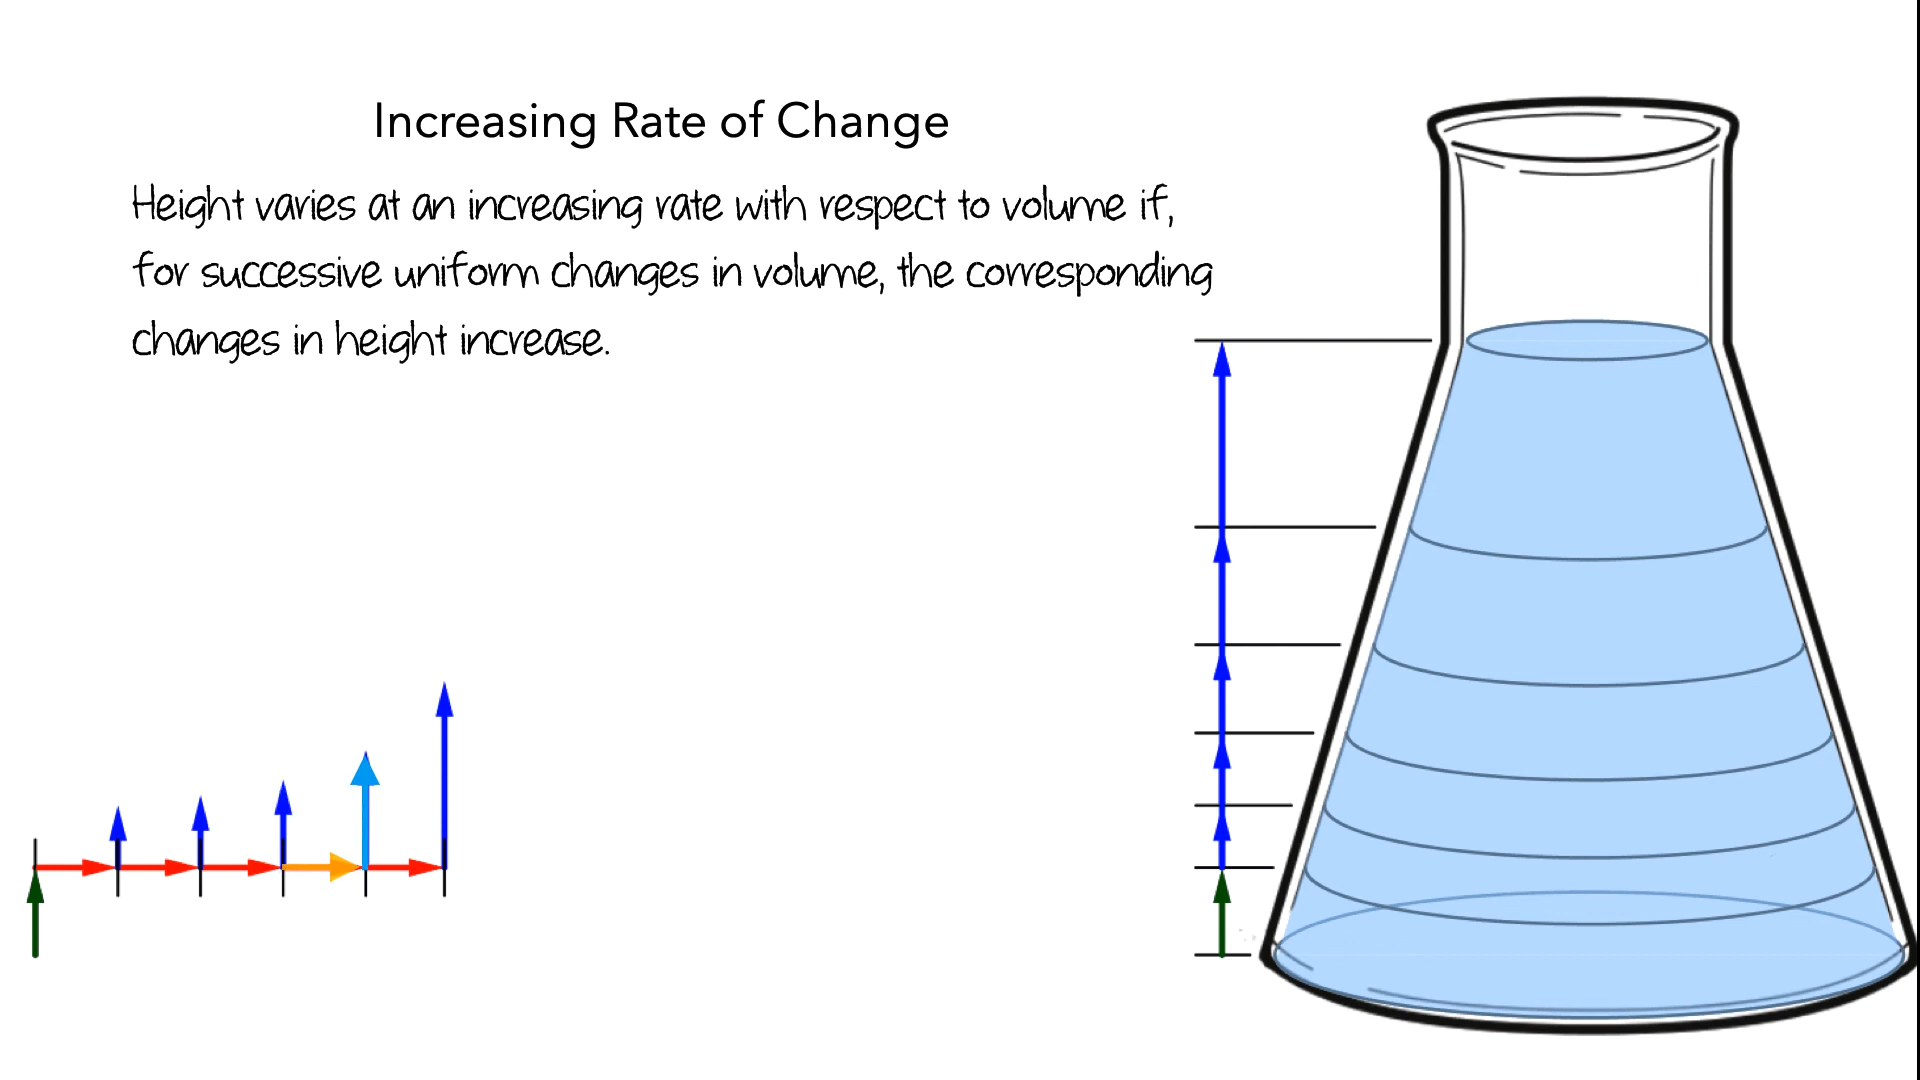 Increasing Rate of Change
Height varies at an increasing rate with respect to volume if,
for successive uniform changes in volume, the corresponding
changes in height increase.